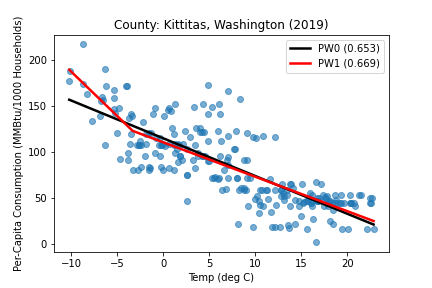 County: Kittitas, Washington (2019)
PW0 (0.653)
PW1 (0.669)
Per-Capita Consumption (MMBtu/1000 Households)
200
150
100
50
0
−10 −5 0 5 10 15 20
Temp (deg C)